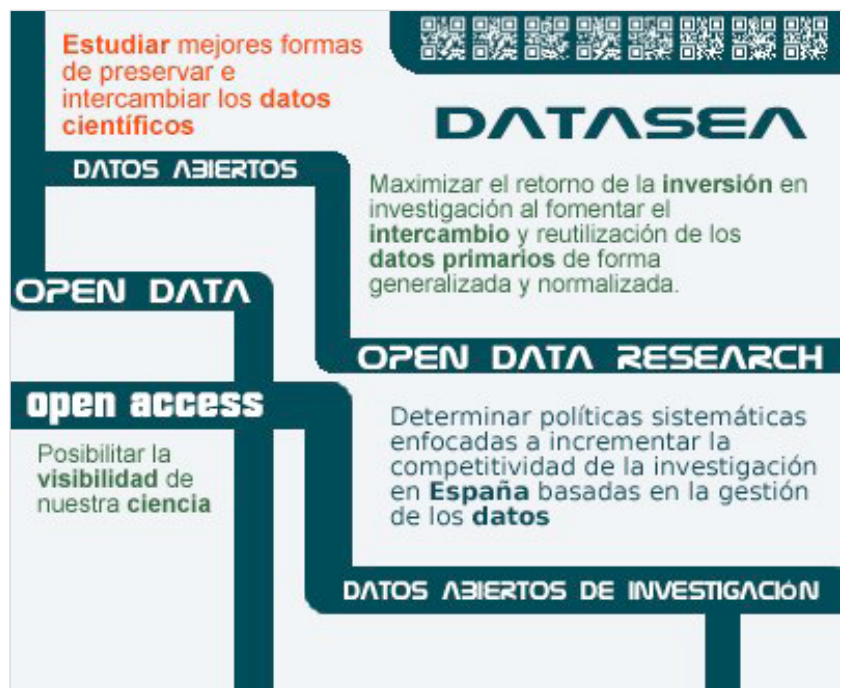 Estudiar mejores formas
de preservar e
intercambiar los datos
científicos
DATASEA
DATOS ABIERTOS
Maximizar el retorno de la inversión en
investigación al fomentar el
intercambio y reutilización de los
datos primarios de forma
generalizada y normalizada.
OPEN DATA
OPEN DATA RESEARCH
open access
Determinar políticas sistemáticas
enfocadas a incrementar la
competitividad de la investigación
en España basadas en la gestión
de los datos
Posibilitar la
visibilidad de
nuestra ciencia
DATOS ABIERTOS DE INVESTIGACIÓN